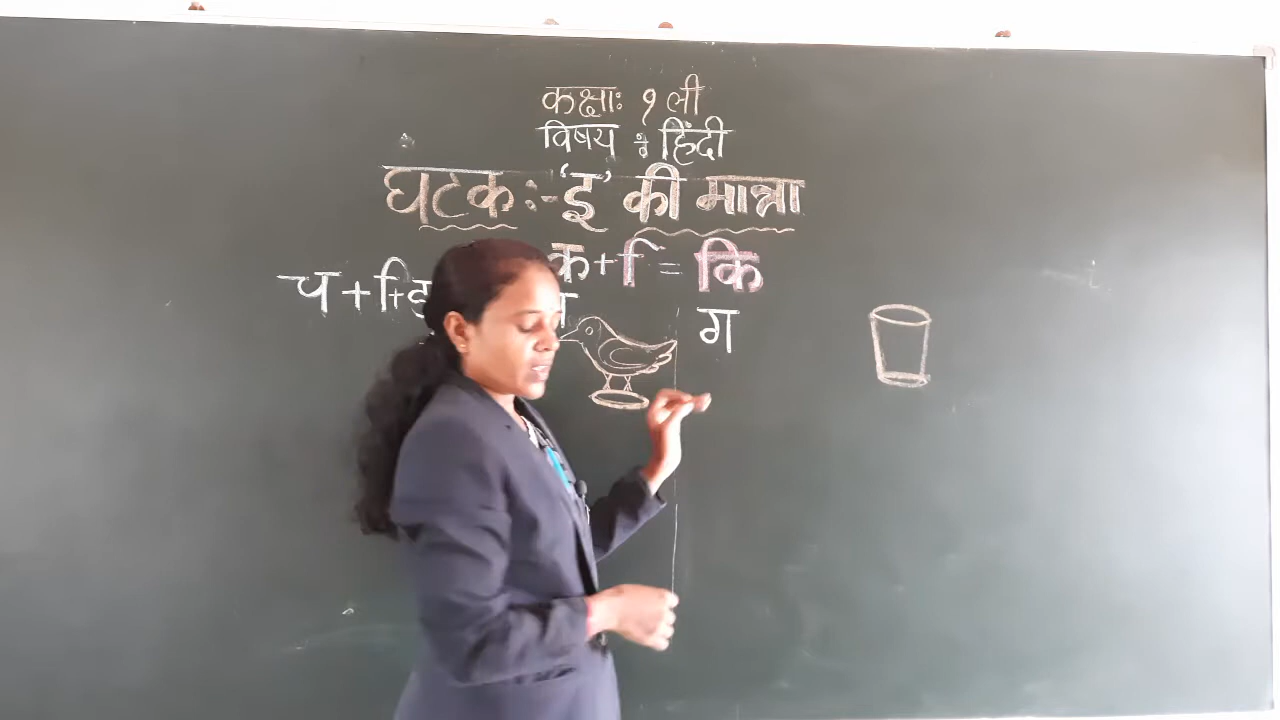 कक्षाः १ ली
विषय : हिंदी
घटक :- 'इ' की मात्रा
क + ि = कि
च + ि
ग